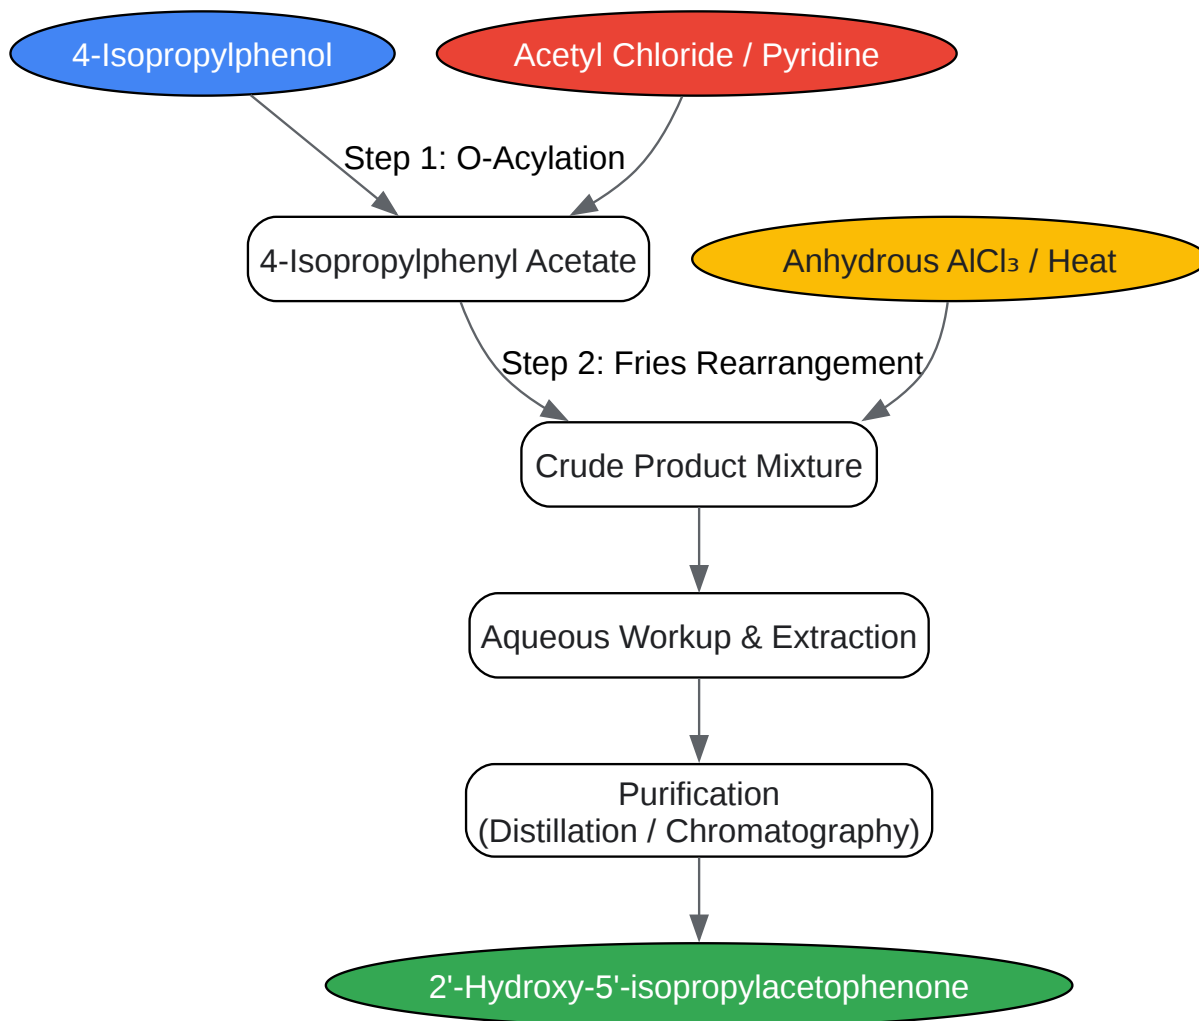 4-Isopropylphenol
Acetyl Chloride / Pyridine
Step 1: O-Acylation
4-Isopropylphenyl Acetate
Anhydrous AlCl₃ / Heat
Step 2: Fries Rearrangement
Crude Product Mixture
Aqueous Workup & Extraction
Purification
(Distillation / Chromatography)
2'-Hydroxy-5'-isopropylacetophenone